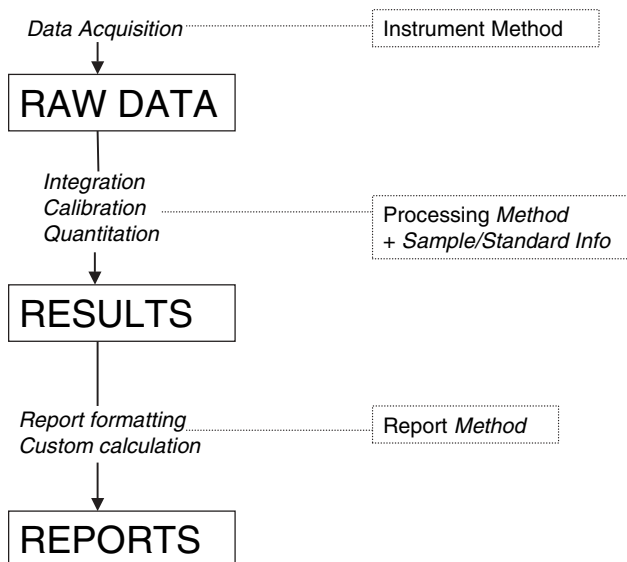 Data Acquisition
Instrument Method
RAW DATA
Integration
Calibration
Quantitation
Processing Method
+ Sample/Standard Info
RESULTS
Report formatting
Custom calculation
Report Method
REPORTS